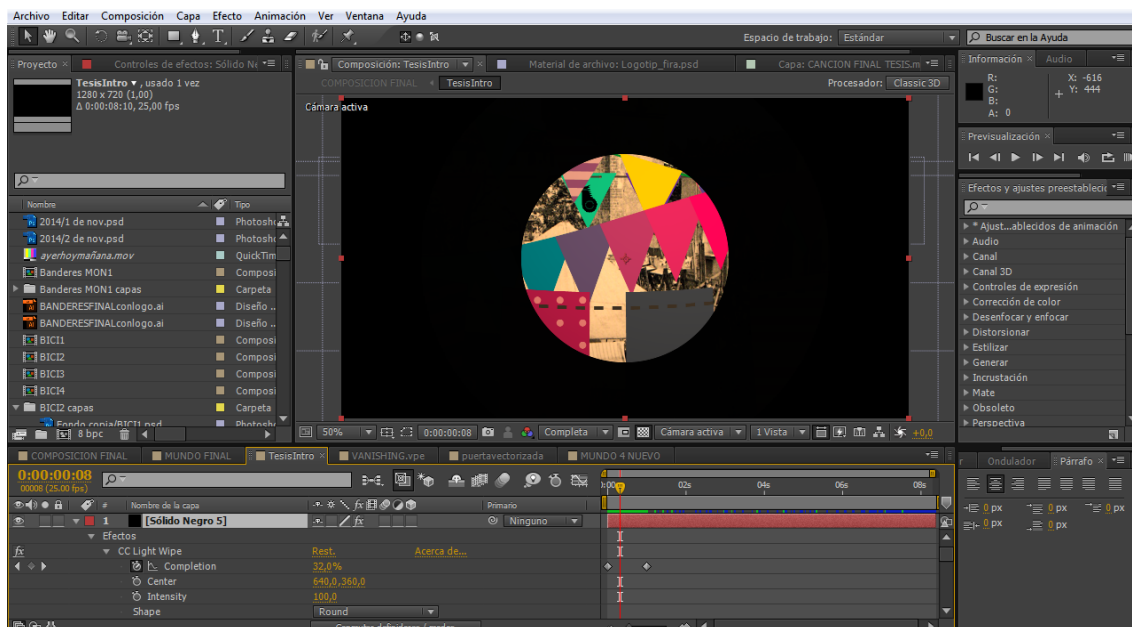 Archivo Editar Composición Capa Efecto Animación Ver Ventana Ayuda
Espacio de trabajo: Estándar
Buscar en la Ayuda
Proyecto ×
Controles de efectos: Sólido Ne
TesisIntro ▼ , usado 1 vez
1280 x 720 (1,00)
Δ 0:00:08:10, 25,00 fps)
Nombre Tipo
2014/1 de nov.psd Photosh
2014/2 de nov.psd Photosho
ayerhoymañana.mov QuickTim
Banderes MON1 Composi
Banderes MON1 capas Carpeta
BANDERESFINALconlogo.ai Diseño ..
BANDERESFINALconlogo.ai Diseño ..
BICI1 Composi
BICI2 Composi
BICI3 Composi
BICI4 Composi
BICI2 capas Carpeta
Fondo copia/BICI1.psd Photosho
8 bpc
Composición: TesisIntro
Material de archivo: Logotip_fira.psd
Capa: CANCION FINAL TESIS.m
COMPOSICION FINAL
TesisIntro
Procesador: Classic 3D
Cámara activa
50% 0:00:00:08 Completa Cámara activa 1 Vista +0,0
Información × Audio
R: X: -616
G: Y: 444
B:
A: 0
Previsualización ×
Efectos y ajustes preestableci
* Ajust...ablecidos de animación
Audio
Canal
Canal 3D
Controles de expresión
Corrección de color
Desenfocar y enfocar
Distorsionar
Estilizar
Generar
Incrustación
Mate
Obsoleto
Perspectiva
COMPOSICION FINAL
MUNDO FINAL
TesisIntro ×
VANISHING.vpe
puertavectorizada
MUNDO 4 NUEVO
0:00:00:08
00008 (25.00 fps)
02s 04s 06s 08s
# Nombre de la capa Primario
1 [Sólido Negro 5] Ninguno
Efectos
fx CC Light Wipe Rest. Acerca de...
Completion 32,0%
Center 640,0,360,0
Intensity 100,0
Shape Round
r Ondulador Párrafo ×
0 px 0 px 0 px
0 px 0 px